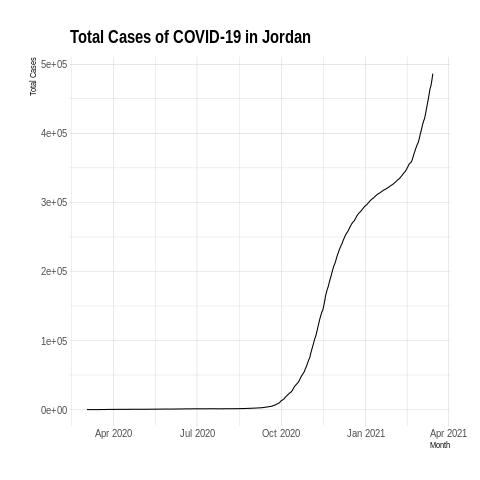 Total Cases of COVID-19 in Jordan
Total Cases
5e+05
4e+05
3e+05
2e+05
1e+05
0e+00
Apr 2020 Jul 2020 Oct 2020 Jan 2021 Apr 2021
Month